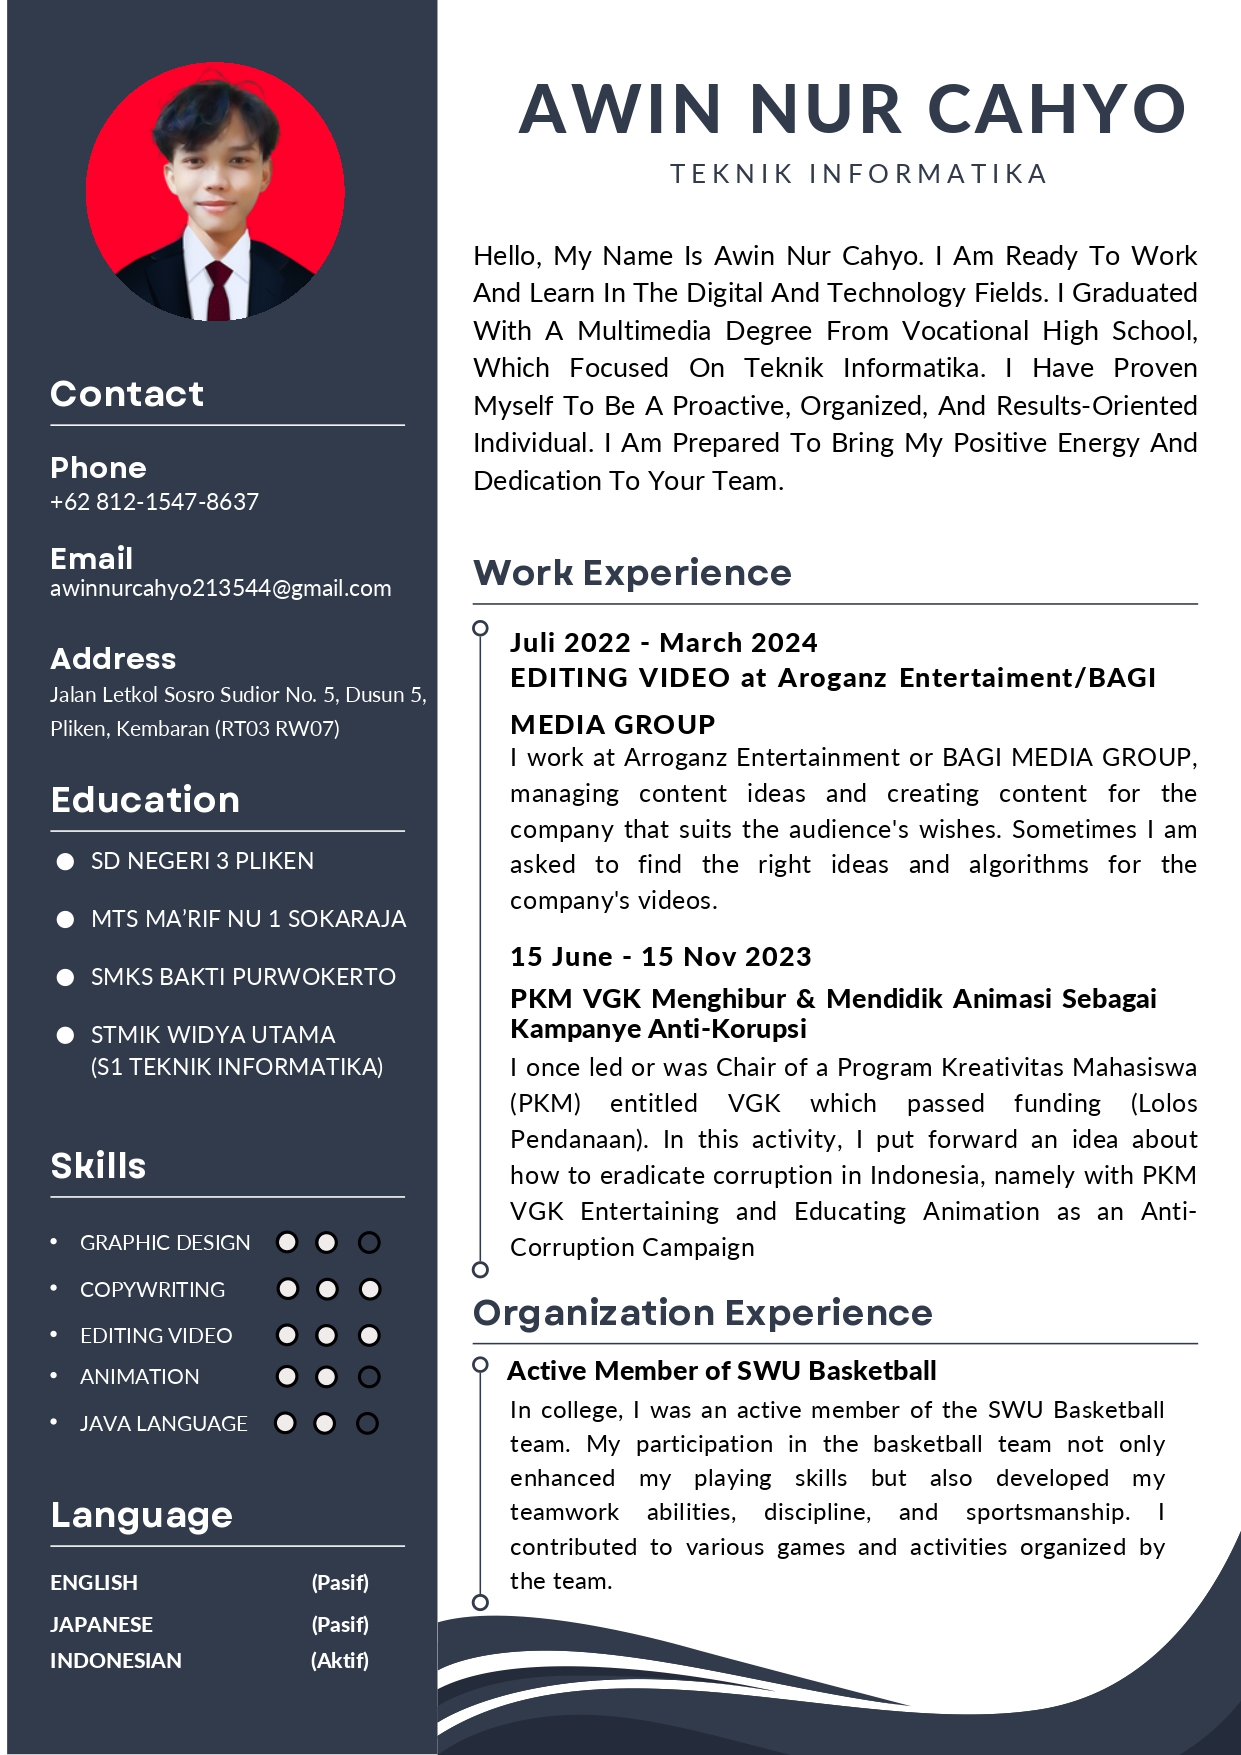 AWIN NUR CAHYO
TEKNIK INFORMATIKA
Hello, My Name Is Awin Nur Cahyo. I Am Ready To Work
And Learn In The Digital And Technology Fields. I Graduated
With A Multimedia Degree From Vocational High School,
Which Focused On Teknik Informatika. I Have Proven
Myself To Be A Proactive, Organized, And Results-Oriented
Individual. I Am Prepared To Bring My Positive Energy And
Dedication To Your Team.
Contact
Phone
+62 812-1547-8637
Email
awinnurcahyo213544@gmail.com
Address
Jalan Letkol Sosro Sudior No. 5, Dusun 5,
Pliken, Kembaran (RT03 RW07)
Education
● SD NEGERI 3 PLIKEN
● MTS MA’RIF NU 1 SOKARAJA
● SMKS BAKTI PURWOKERTO
● STMIK WIDYA UTAMA
(S1 TEKNIK INFORMATIKA)
Skills
• GRAPHIC DESIGN
• COPYWRITING
• EDITING VIDEO
• ANIMATION
• JAVA LANGUAGE
Language
ENGLISH (Pasif)
JAPANESE (Pasif)
INDONESIAN (Aktif)
Work Experience
Juli 2022 - March 2024
EDITING VIDEO at Aroganz Entertaiment/BAGI
MEDIA GROUP
I work at Arroganz Entertainment or BAGI MEDIA GROUP,
managing content ideas and creating content for the
company that suits the audience's wishes. Sometimes I am
asked to find the right ideas and algorithms for the
company's videos.
15 June - 15 Nov 2023
PKM VGK Menghibur & Mendidik Animasi Sebagai
Kampanye Anti-Korupsi
I once led or was Chair of a Program Kreativitas Mahasiswa
(PKM) entitled VGK which passed funding (Lolos
Pendanaan). In this activity, I put forward an idea about
how to eradicate corruption in Indonesia, namely with PKM
VGK Entertaining and Educating Animation as an Anti-
Corruption Campaign
Organization Experience
Active Member of SWU Basketball
In college, I was an active member of the SWU Basketball
team. My participation in the basketball team not only
enhanced my playing skills but also developed my
teamwork abilities, discipline, and sportsmanship. I
contributed to various games and activities organized by
the team.